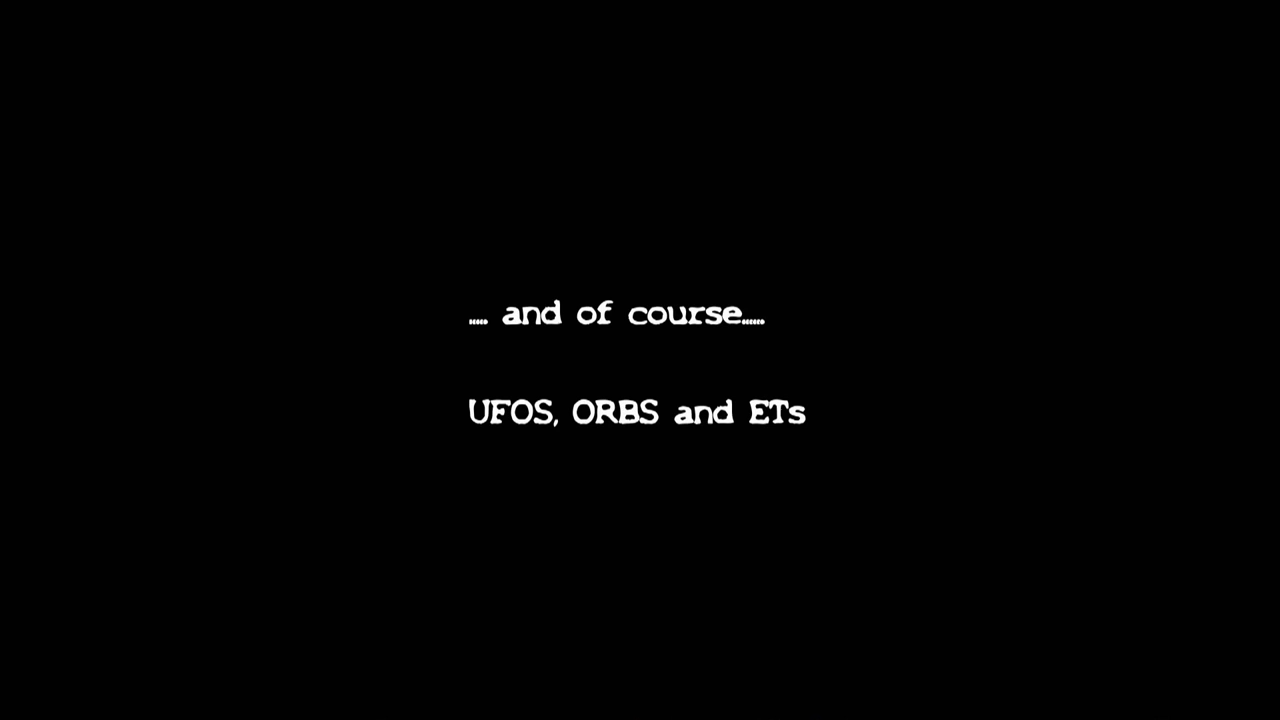 ..... and of course......
UFOS, ORBS and ETs